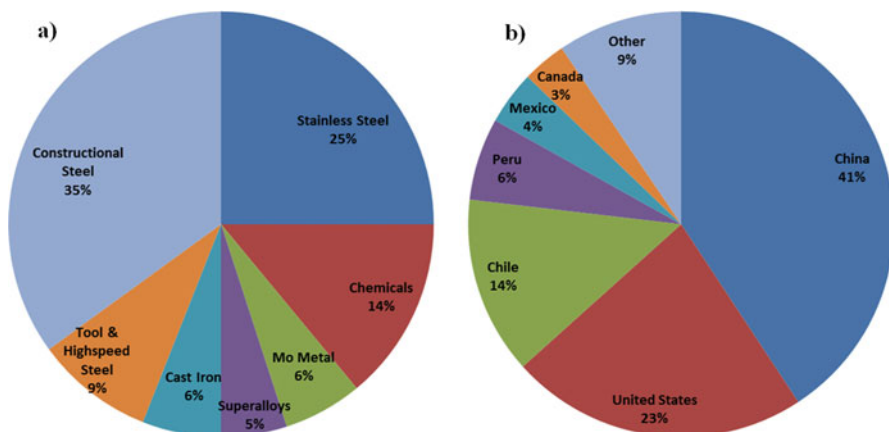 a)
Stainless Steel
25%
Chemicals
14%
Mo Metal
6%
Superalloys
5%
Cast Iron
6%
Tool &
Highspeed
Steel
9%
Constructional
Steel
35%
b)
China
41%
United States
23%
Chile
14%
Peru
6%
Mexico
4%
Canada
3%
Other
9%